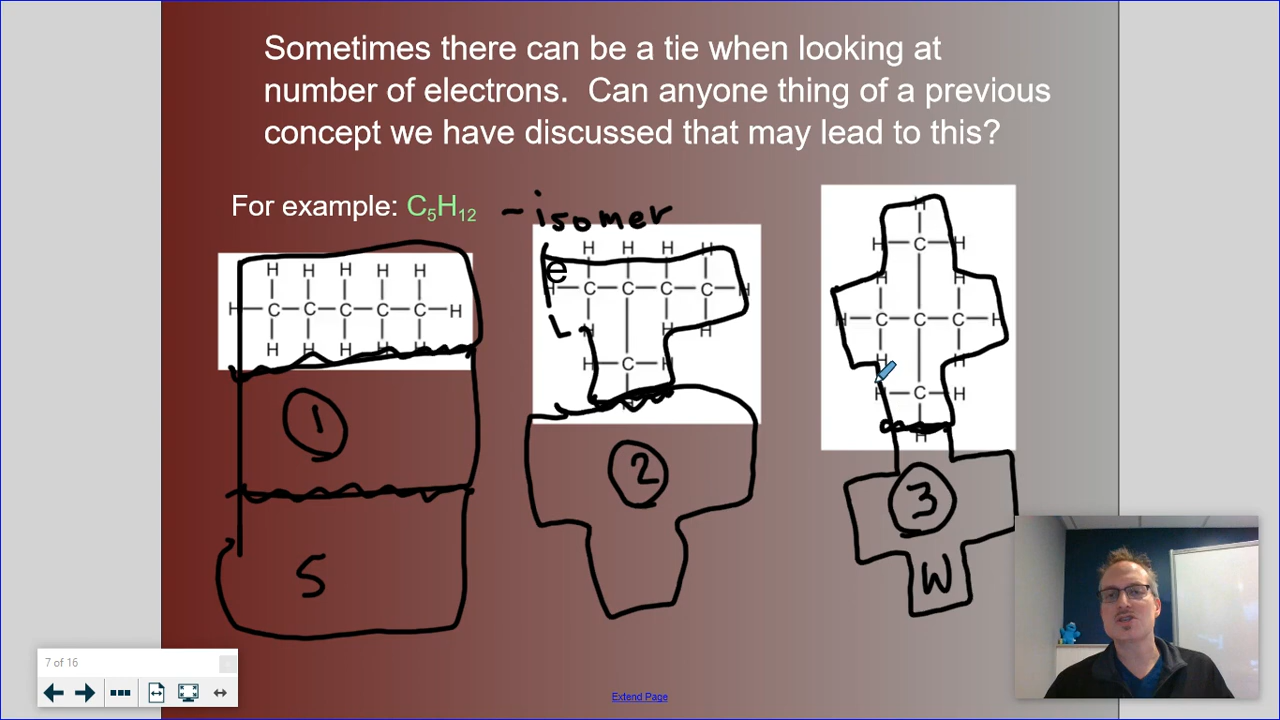 Sometimes there can be a tie when looking at
number of electrons. Can anyone thing of a previous
concept we have discussed that may lead to this?
For example: C₅H₁₂ - isomer
H H H H H
H C C C C C H
H H H H H
1
S
H H H H
e
H C C C C H
L H H H
H C H
H
2
H
H C H
H H
H C C C H
H H
H C H
H
3
W
7 of 16
Extend Page